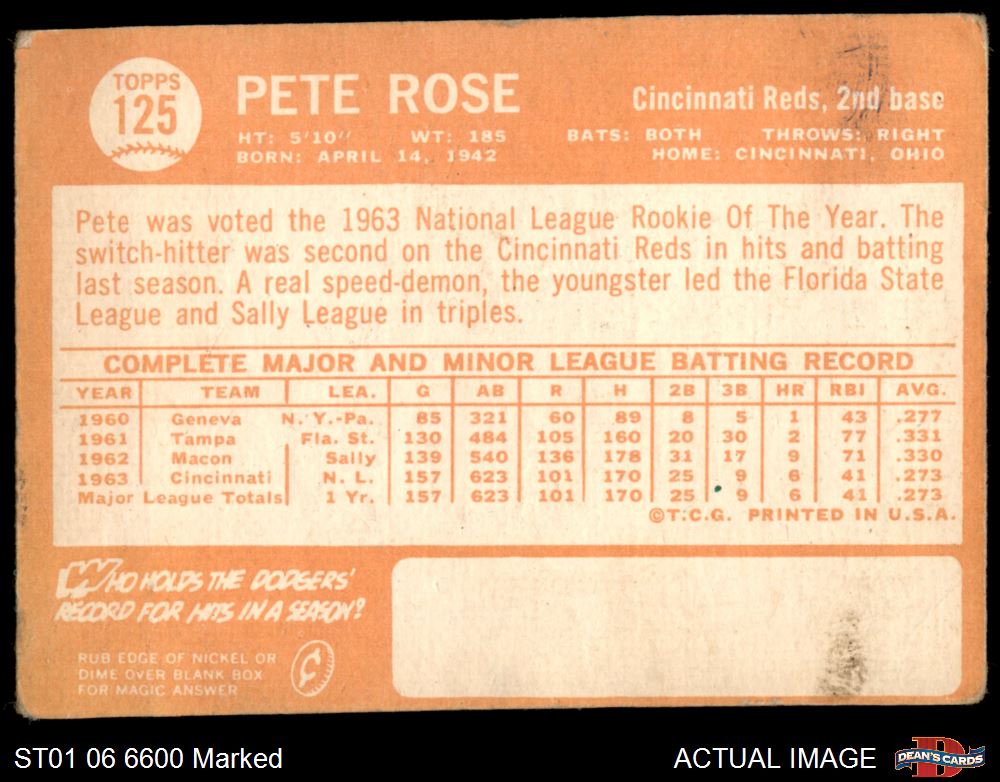 TOPPS
125
PETE ROSE
Cincinnati Reds, 2nd base
HT: 5'10" WT: 185 BATS: BOTH THROWS: RIGHT
BORN: APRIL 14, 1942 HOME: CINCINNATI, OHIO
Pete was voted the 1963 National League Rookie Of The Year. The
switch-hitter was second on the Cincinnati Reds in hits and batting
last season. A real speed-demon, the youngster led the Florida State
League and Sally League in triples.
COMPLETE MAJOR AND MINOR LEAGUE BATTING RECORD
YEAR TEAM LEA. G AB R H 2B 3B HR RBI AVG.
1960 Geneva N.Y.-Pa. 85 321 60 89 8 5 1 43 .277
1961 Tampa Fla. St. 130 484 105 160 20 30 2 77 .331
1962 Macon Sally 139 540 136 178 31 17 9 71 .330
1963 Cincinnati N. L. 157 623 101 170 25 9 6 41 .273
Major League Totals 1 Yr. 157 623 101 170 25 9 6 41 .273
©T.C.G. PRINTED IN U.S.A.
WHO HOLDS THE DODGERS'
RECORD FOR HITS IN A SEASON?
RUB EDGE OF NICKEL OR
DIME OVER BLANK BOX
FOR MAGIC ANSWER
ST01 06 6600 Marked
ACTUAL IMAGE
D
DEAN'S CARDS